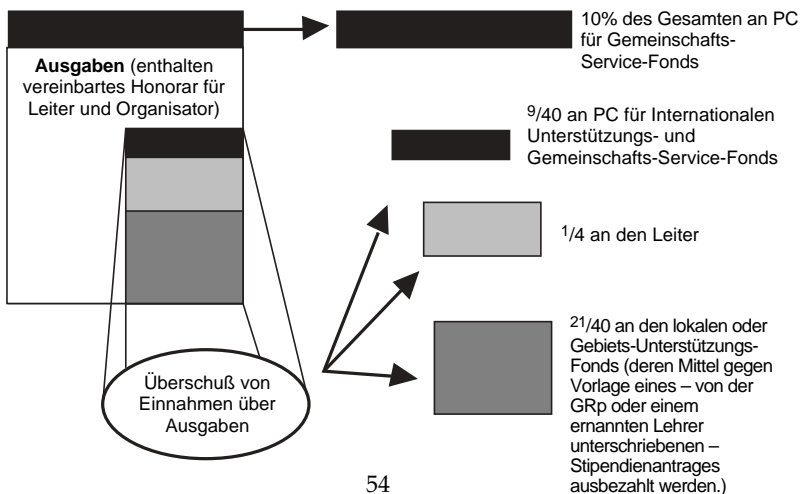 10% des Gesamten an PC
für Gemeinschafts-
Service-Fonds
Ausgaben (enthalten
vereinbartes Honorar für
Leiter und Organisator)
9/40 an PC für Internationalen
Unterstützungs- und
Gemeinschafts-Service-Fonds
1/4 an den Leiter
21/40 an den lokalen oder
Gebiets-Unterstützungs-
Fonds (deren Mittel gegen
Vorlage eines – von der
GRp oder einem
ernannten Lehrer
unterschriebenen –
Stipendienantrages
ausbezahlt werden.)
Überschuß von
Einnahmen über
Ausgaben
54